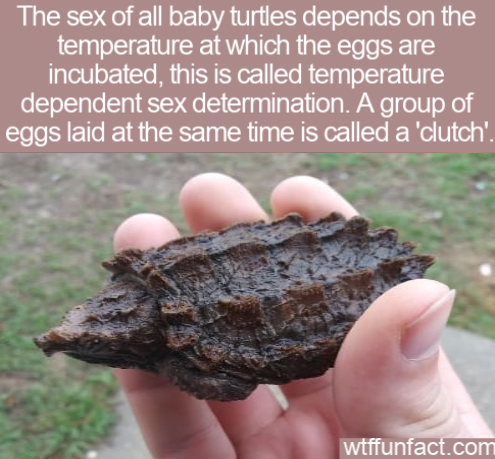 The sex of all baby turtles depends on the
temperature at which the eggs are
incubated, this is called temperature
dependent sex determination. A group of
eggs laid at the same time is called a 'clutch'.
wtffunfact.com